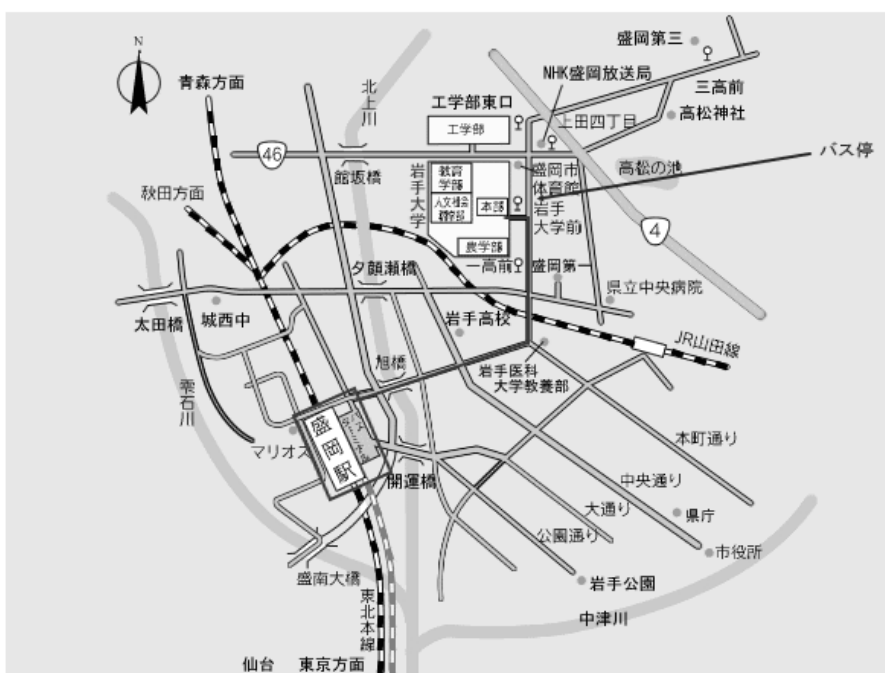 N
盛岡第三
青森方面
NHK盛岡放送局
北上川
三高前
工学部東口
工学部
上田四丁目
高松神社
46
館坂橋
バス停
岩手大学
教育
学部
盛岡市
体育館
高松の池
人文社会
科学部
本部
岩手
大学前
秋田方面
4
農学部
一高前
盛岡第一
夕顔瀬橋
県立中央病院
太田橋
城西中
岩手高校
JR山田線
旭橋
岩手医科
大学教養部
雫石川
マリオス
盛岡駅
バス
ターミナル
開運橋
本町通り
中央通り
大通り
県庁
公園通り
市役所
盛南大橋
岩手公園
東北本線
中津川
仙台 東京方面